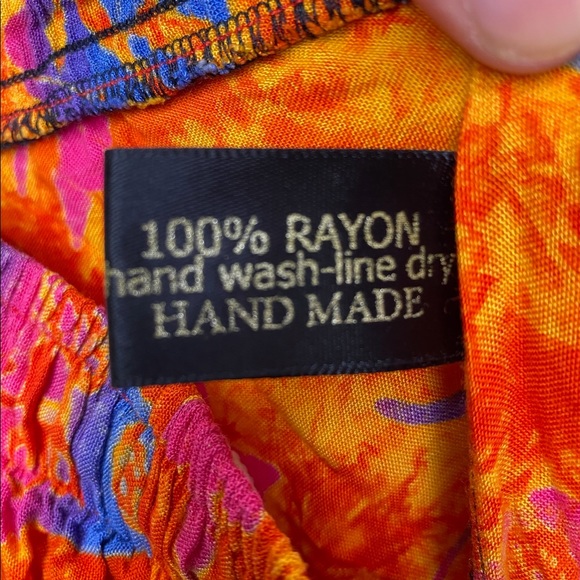 100% RAYON
hand wash-line dry
HAND MADE